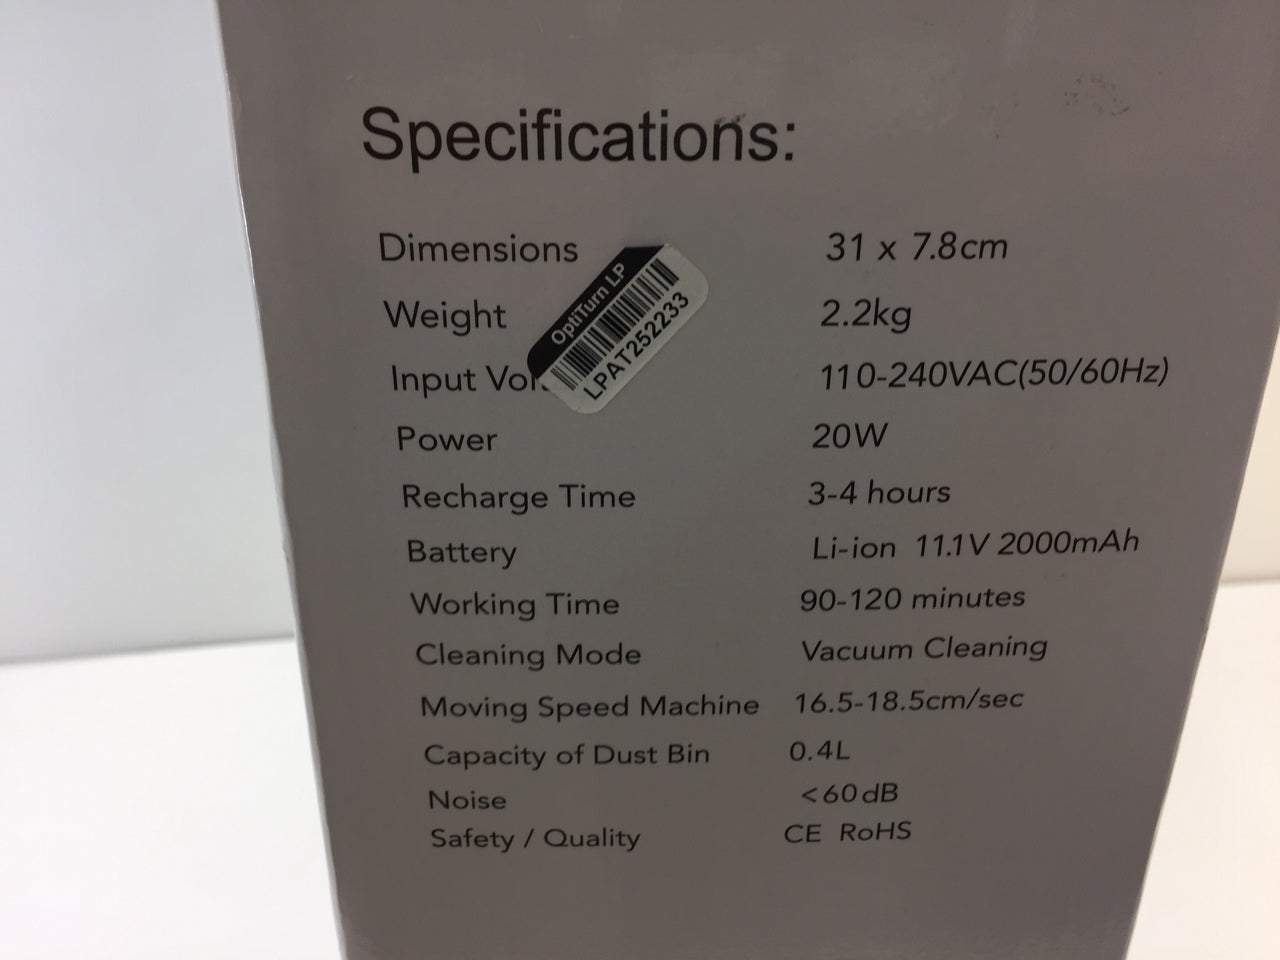 Specifications:
Dimensions 31 x 7.8cm
Weight 2.2kg
Input 110-240VAC(50/60Hz)
Power 20W
Recharge Time 3-4 hours
Battery Li-ion 11.1V 2000mAh
Working Time 90-120 minutes
Cleaning Mode Vacuum Cleaning
Moving Speed Machine 16.5-18.5cm/sec
Capacity of Dust Bin 0.4L
Noise <60dB
Safety / Quality CE RoHS
OptiTurn LP
LPAT252233